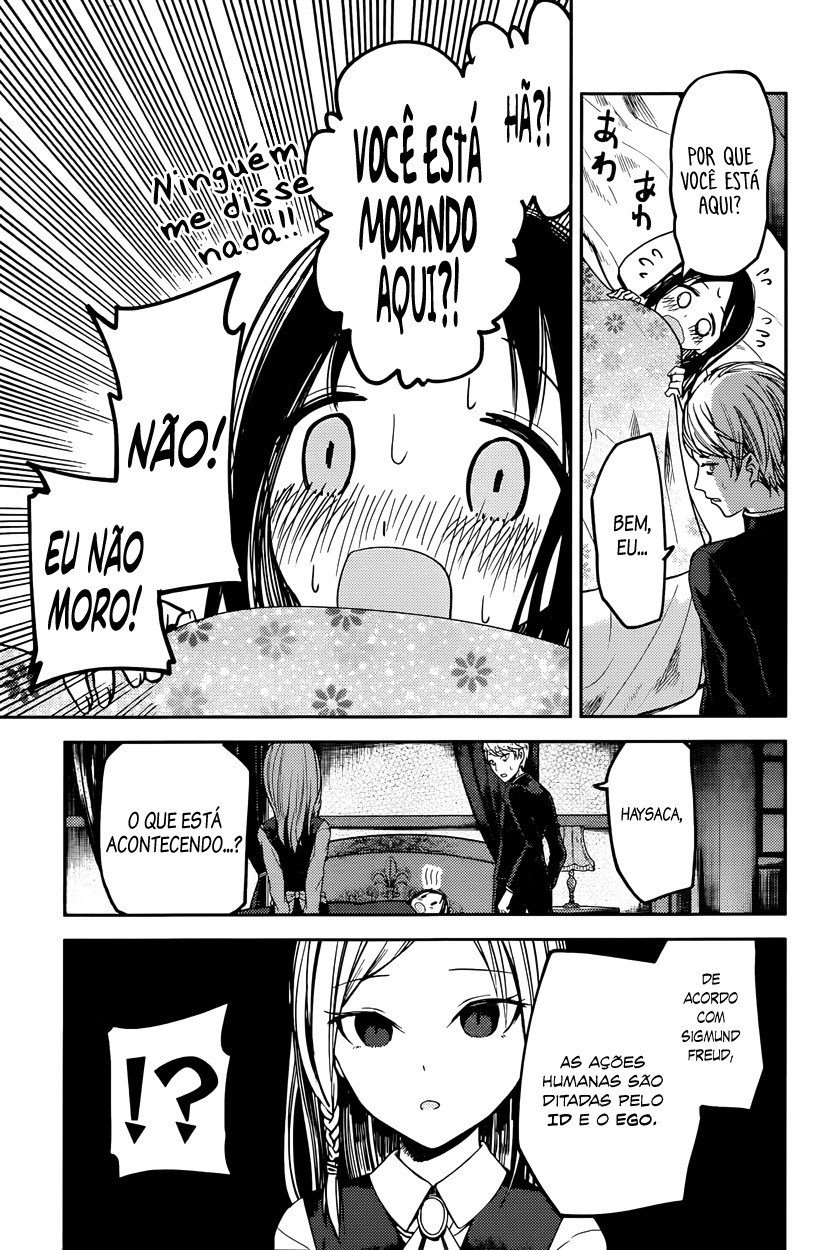 POR QUE
VOCÊ ESTÁ
AQUI?
あわ
あわ
BEM,
EU...
HÃ?!
VOCÊ ESTÁ
MORANDO
AQUI?!
Ninguém
me disse
nada!!
NÃO!
EU NÃO
MORO!
HAYSACA,
O QUE ESTÁ
ACONTECENDO...?
DE
ACORDO
COM
SIGMUND
FREUD,
AS AÇÕES
HUMANAS SÃO
DITADAS PELO
ID E O EGO.
!?